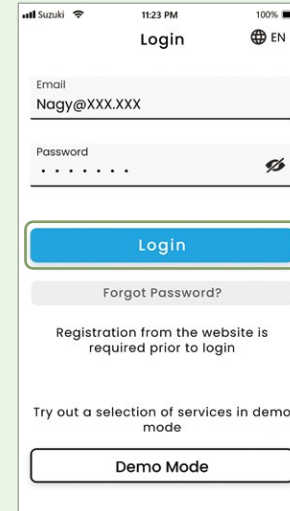 Suzuki 11:23 PM 100%
Login EN
Email
Nagy@XXX.XXX
Password
.......
Login
Forgot Password?
Registration from the website is
required prior to login
Try out a selection of services in demo
mode
Demo Mode